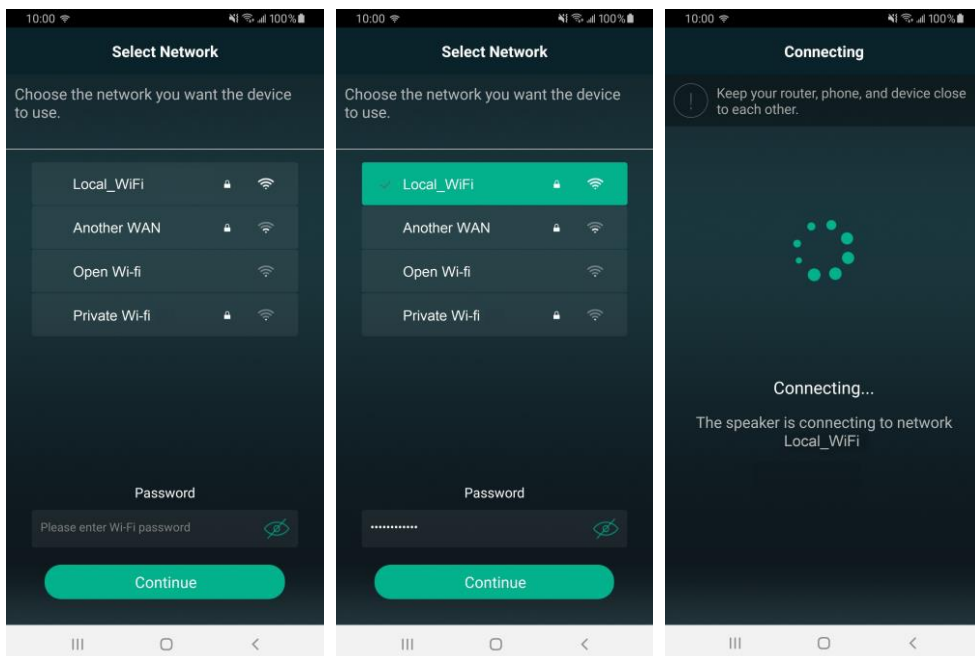 10:00
100%
Select Network
Choose the network you want the device
to use.
Local_WiFi
Another WAN
Open Wi-fi
Private Wi-fi
Password
Please enter Wi-Fi password
Continue
10:00
100%
Select Network
Choose the network you want the device
to use.
Local_WiFi
Another WAN
Open Wi-fi
Private Wi-fi
Password
••••••••••••
Continue
10:00
100%
Connecting
! Keep your router, phone, and device close
to each other.
Connecting...
The speaker is connecting to network
Local_WiFi